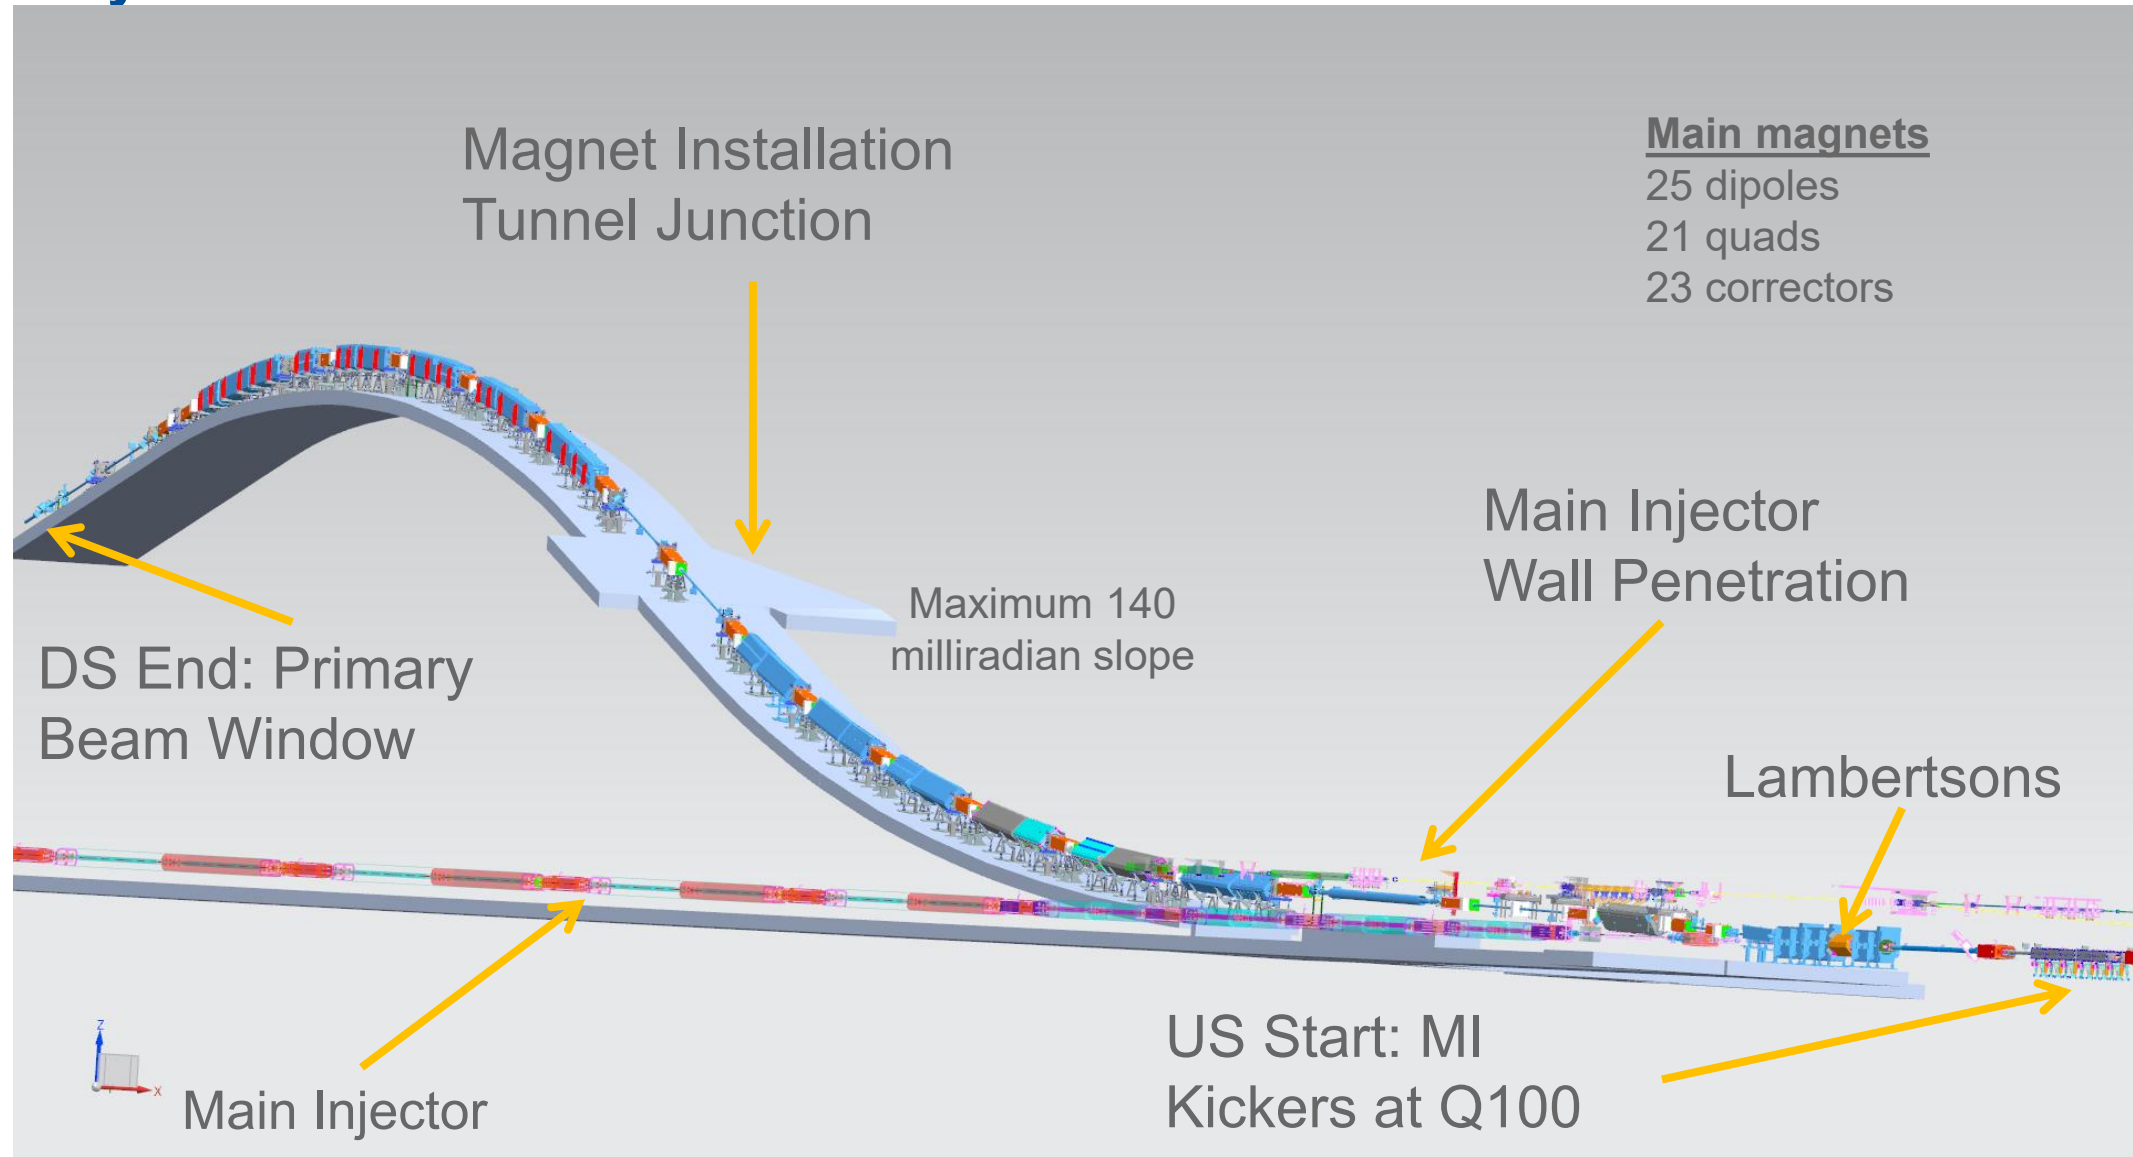 Magnet Installation
Tunnel Junction
Main magnets
25 dipoles
21 quads
23 correctors
Main Injector
Wall Penetration
Maximum 140
milliradian slope
DS End: Primary
Beam Window
Lambertsons
US Start: MI
Kickers at Q100
Main Injector
Z
X